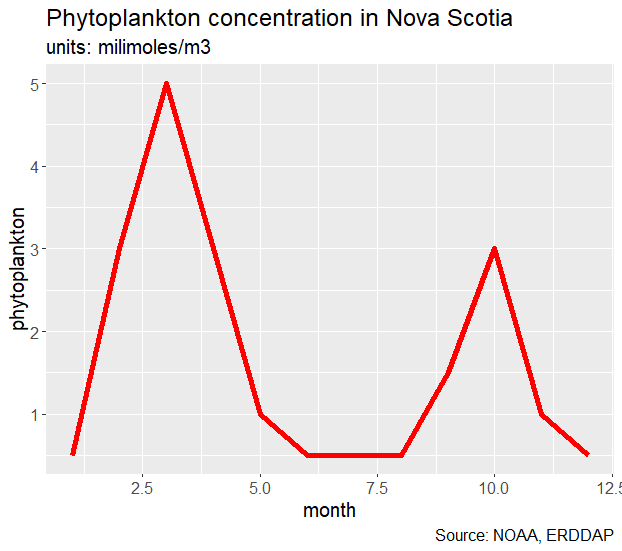 Phytoplankton concentration in Nova Scotia
units: milimoles/m3
5
4
3
2
1
phytoplankton
2.5 5.0 7.5 10.0 12.5
month
Source: NOAA, ERDDAP